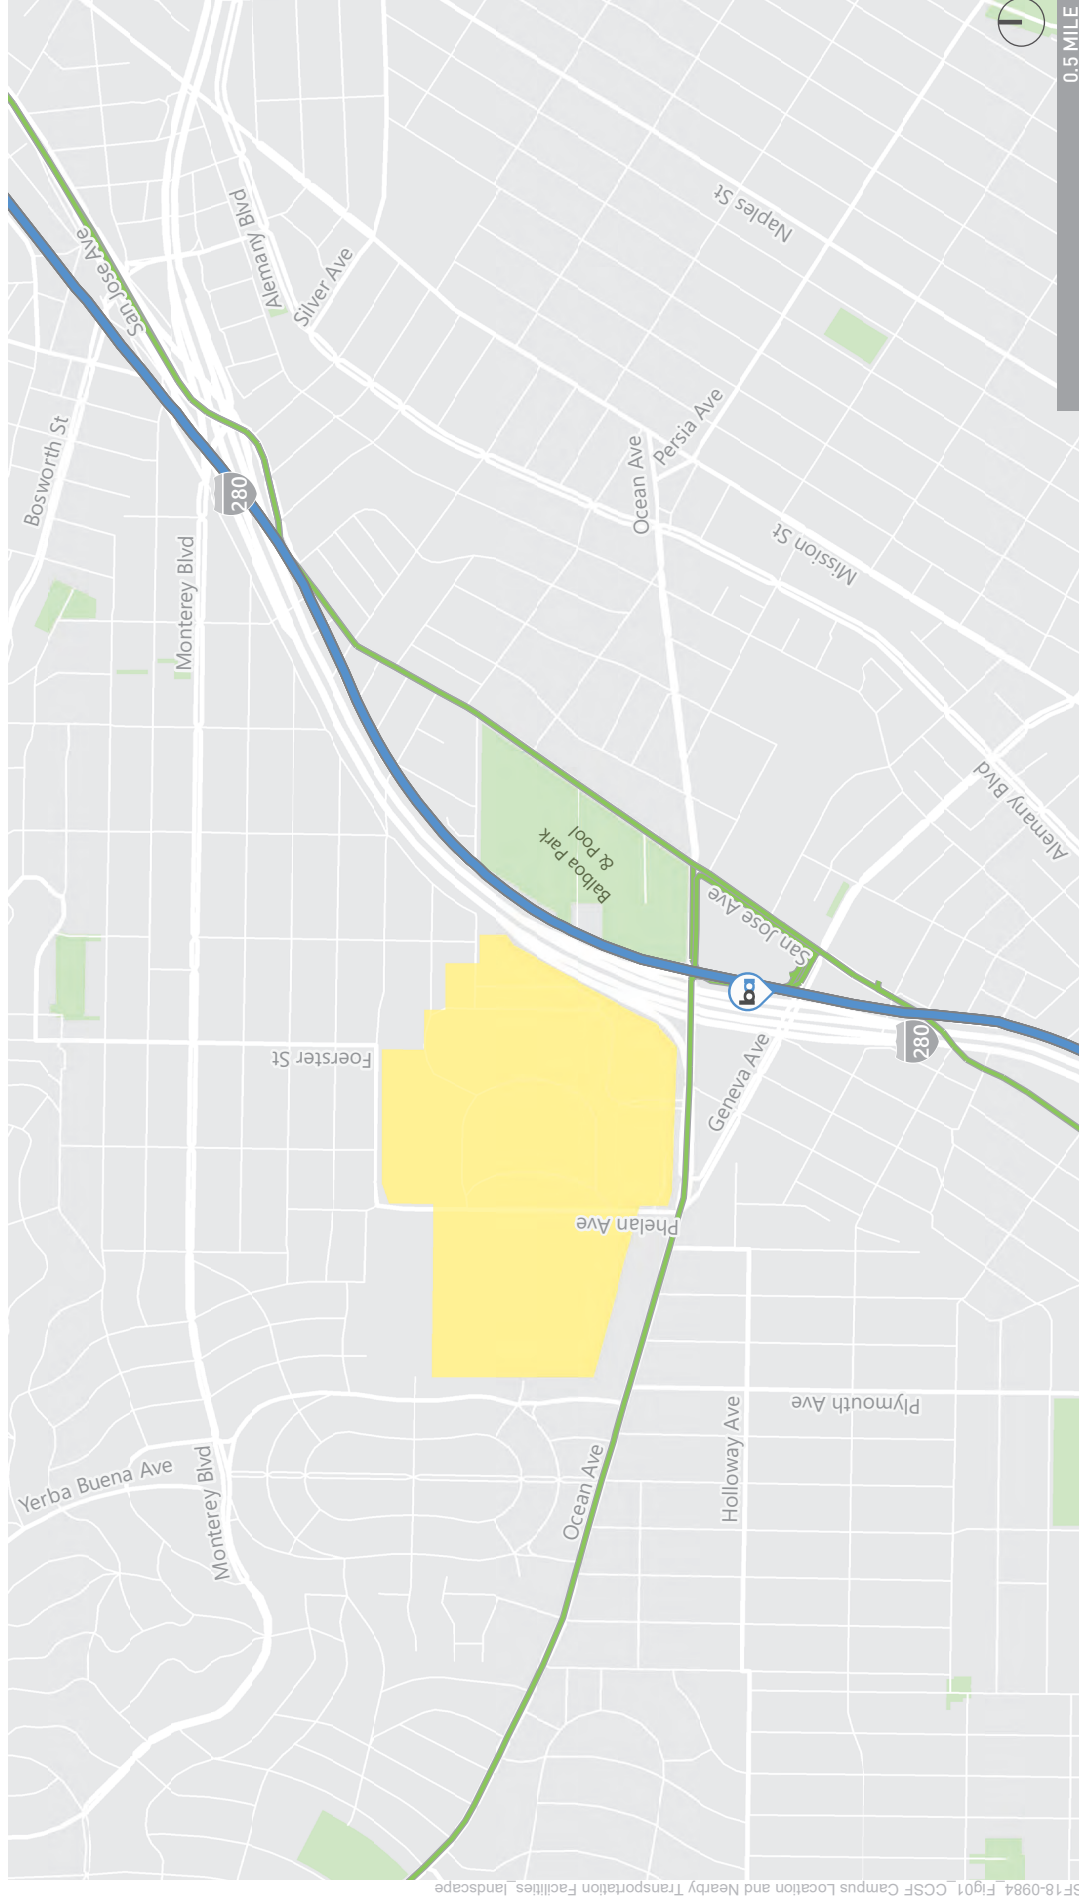 0.5 MILE
San Jose Ave
Alemany Blvd
Silver Ave
Naples St
Bosworth St
280
Monterey Blvd
Ocean Ave
Persia Ave
Mission St
Balboa Park
& Pool
San Jose Ave
Alemany Blvd
ba
280
Geneva Ave
Foerster St
Phelan Ave
Plymouth Ave
Holloway Ave
Ocean Ave
Yerba Buena Ave
Monterey Blvd
SF18-0984_Fig01_CCSF Campus Location and Nearby Transportation Facilities_landscape